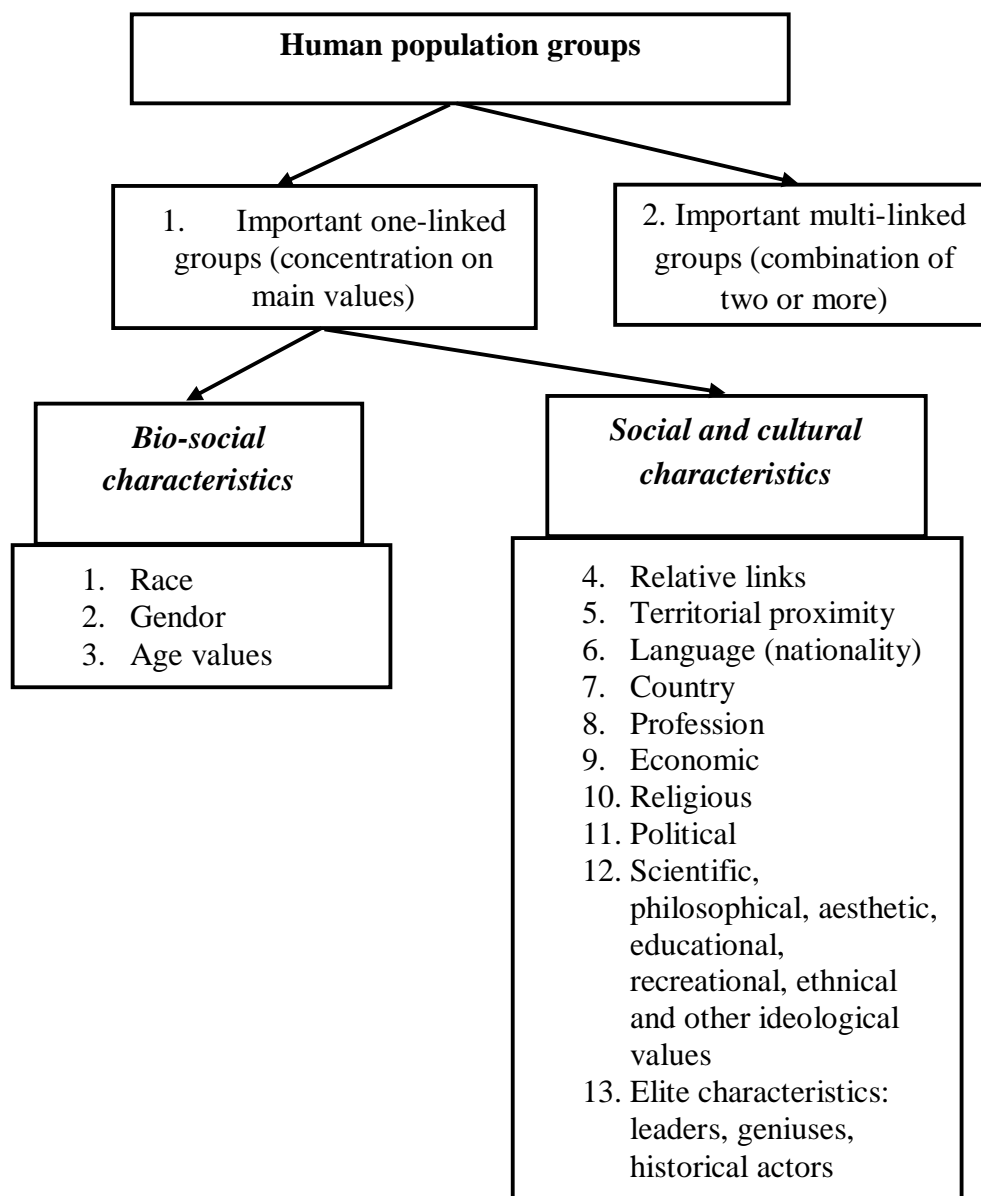 Human population groups
1. Important one-linked
groups (concentration on
main values)
2. Important multi-linked
groups (combination of
two or more)
Bio-social
characteristics
1. Race
2. Gendor
3. Age values
Social and cultural
characteristics
4. Relative links
5. Territorial proximity
6. Language (nationality)
7. Country
8. Profession
9. Economic
10. Religious
11. Political
12. Scientific,
philosophical, aesthetic,
educational,
recreational, ethnical
and other ideological
values
13. Elite characteristics:
leaders, geniuses,
historical actors